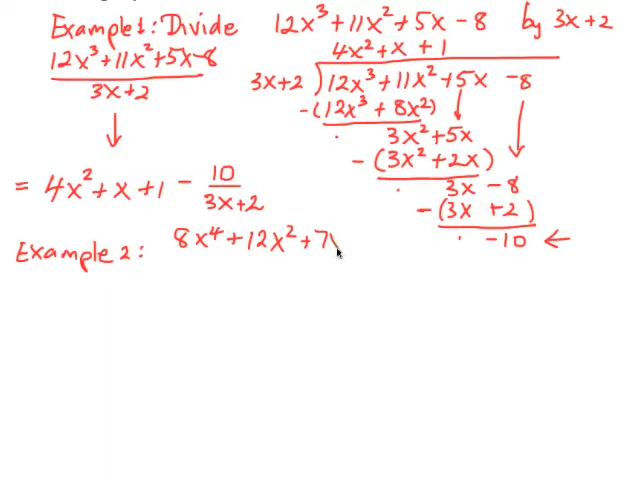 Example 1: Divide 12x³ + 11x² + 5x - 8 by 3x + 2
12x³ + 11x² + 5x - 8
3x + 2
= 4x² + x + 1 - 10/(3x + 2)
4x² + x + 1
3x + 2 ) 12x³ + 11x² + 5x - 8
-(12x³ + 8x²)
3x² + 5x
-(3x² + 2x)
3x - 8
-(3x + 2)
-10 ←
Example 2: 8x⁴ + 12x² + 7